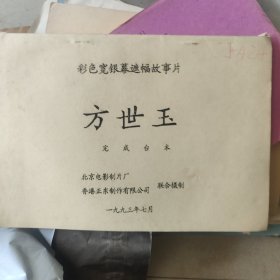 彩色宽银幕遮幅故事片
方世玉
完成台本
北京电影制片厂
香港正东制作有限公司 联合摄制
一九九三年七月